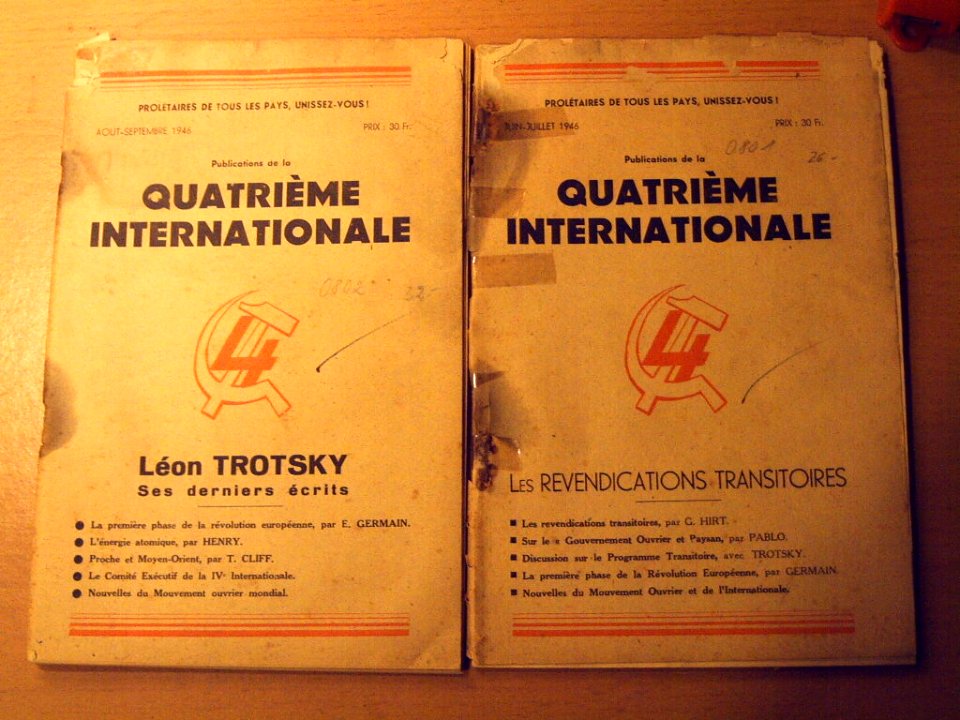 PROLÉTAIRES DE TOUS LES PAYS, UNISSEZ-VOUS !
AOUT-SEPTEMBRE 1946 PRIX : 30 Fr.
Publications de la
QUATRIÈME
INTERNATIONALE
0802 32-
4
Léon TROTSKY
Ses derniers écrits
● La première phase de la révolution européenne, par E. GERMAIN.
● L'énergie atomique, par HENRY.
● Proche et Moyen-Orient, par T. CLIFF.
● Le Comité Exécutif de la IVe Internationale.
● Nouvelles du Mouvement ouvrier mondial.
PROLÉTAIRES DE TOUS LES PAYS, UNISSEZ-VOUS !
JUIN-JUILLET 1946 PRIX : 30 Fr.
0801 26-
Publications de la
QUATRIÈME
INTERNATIONALE
4
LES REVENDICATIONS TRANSITOIRES
■ Les revendications transitoires, par G. HIRT.
■ Sur le « Gouvernement Ouvrier et Paysan, par PABLO.
■ Discussion sur le Programme Transitoire, avec TROTSKY.
■ La première phase de la Révolution Européenne, par GERMAIN.
■ Nouvelles du Mouvement Ouvrier et de l'Internationale.